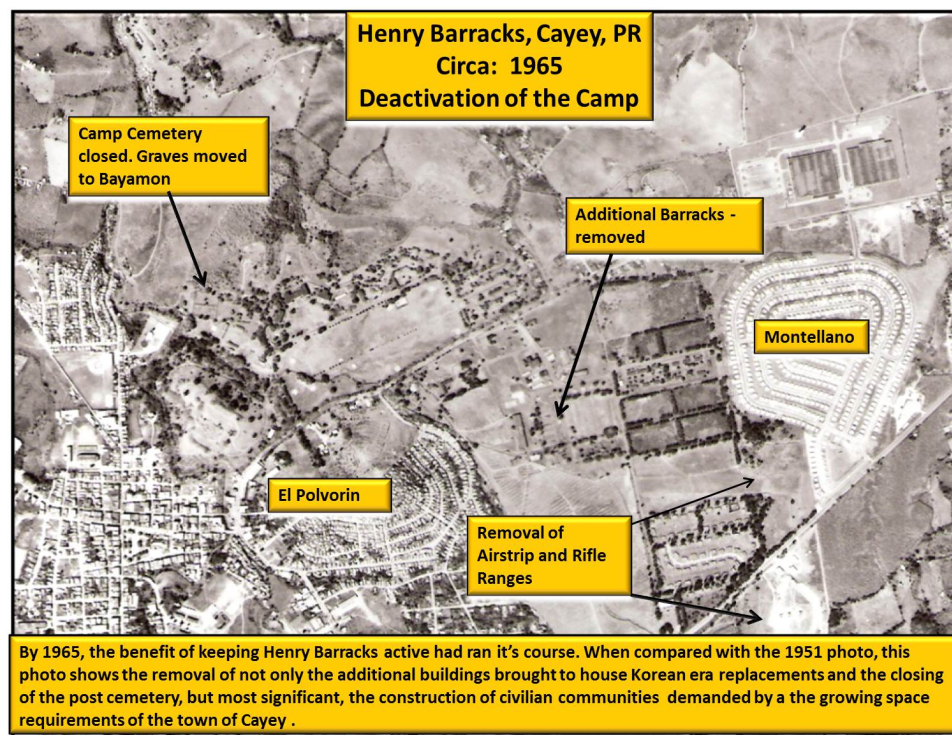 Henry Barracks, Cayey, PR
Circa: 1965
Deactivation of the Camp
Camp Cemetery
closed. Graves moved
to Bayamon
Additional Barracks -
removed
Montellano
El Polvorin
Removal of
Airstrip and Rifle
Ranges
By 1965, the benefit of keeping Henry Barracks active had ran it’s course. When compared with the 1951 photo, this
photo shows the removal of not only the additional buildings brought to house Korean era replacements and the closing
of the post cemetery, but most significant, the construction of civilian communities demanded by a the growing space
requirements of the town of Cayey .